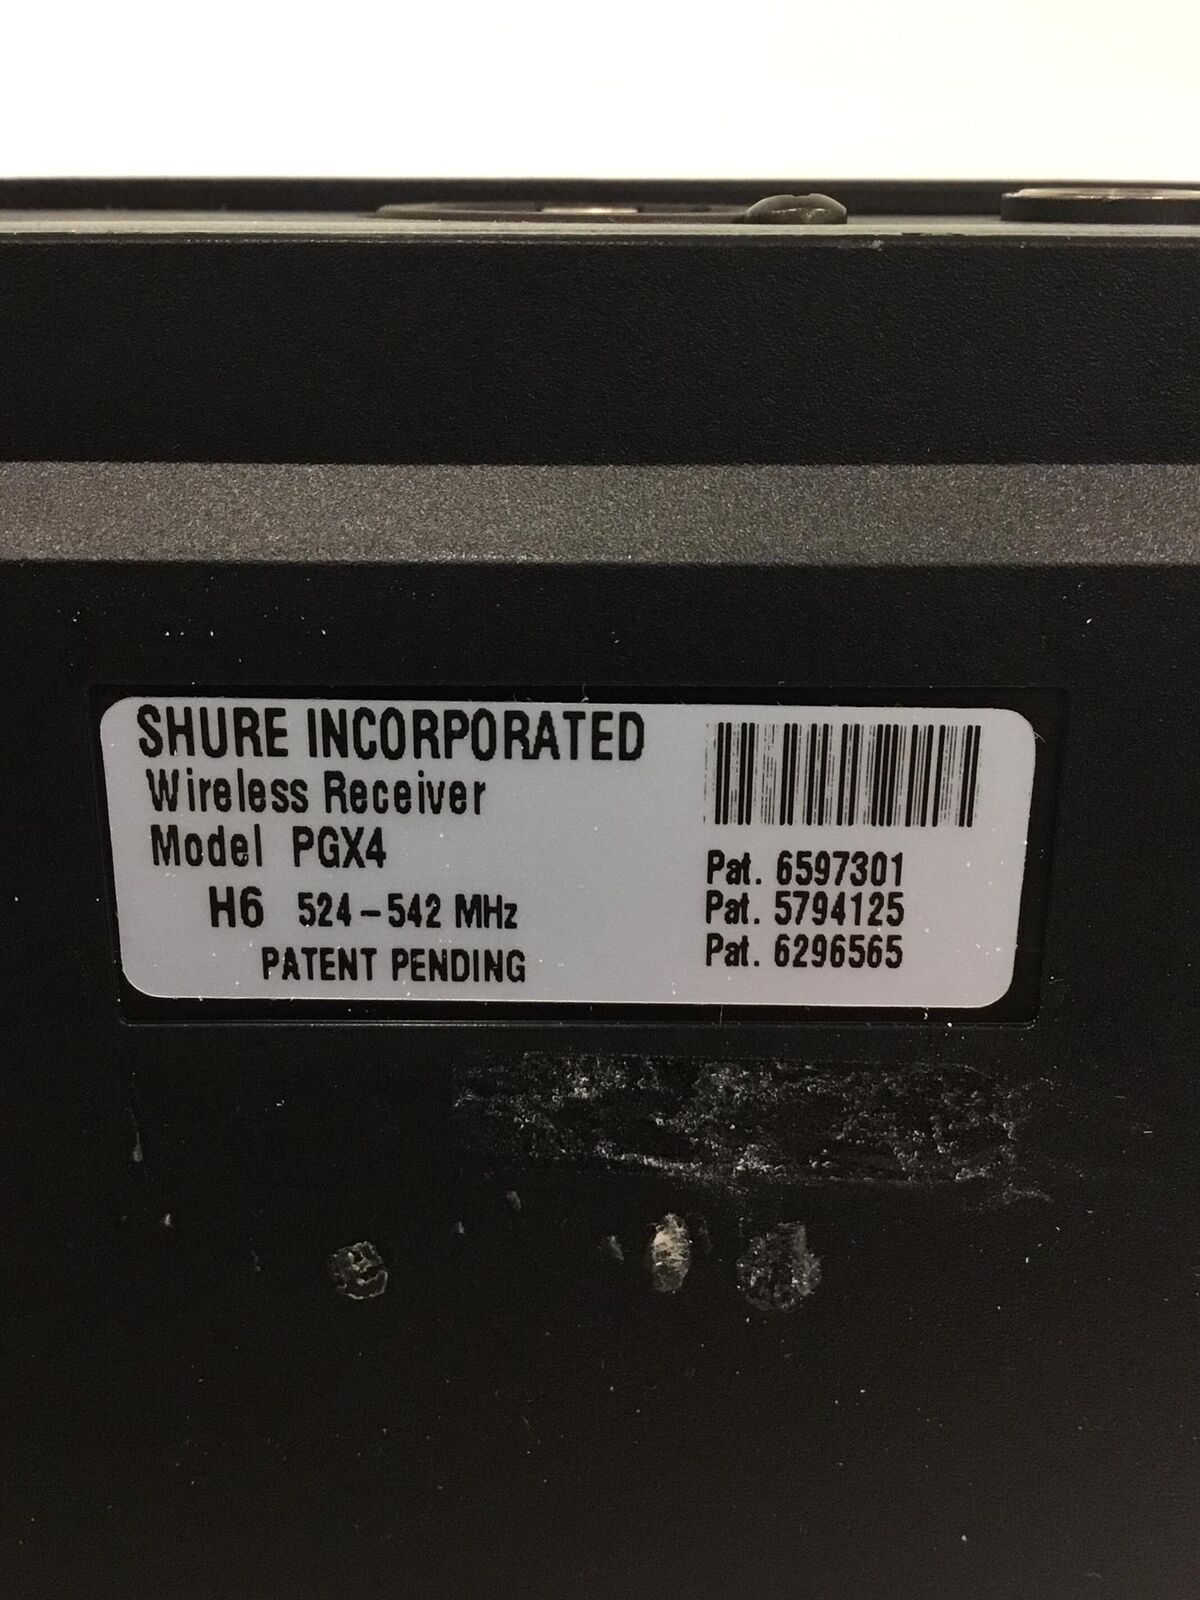 SHURE INCORPORATED
Wireless Receiver
Model PGX4
H6 524-542 MHz
PATENT PENDING
Pat. 6597301
Pat. 5794125
Pat. 6296565